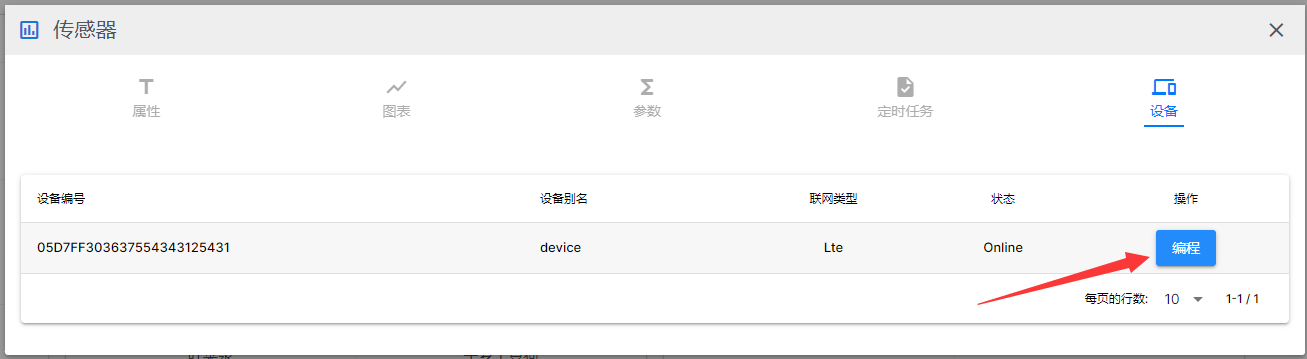 传感器
属性 图表 参数 定时任务 设备
设备编号 设备别名 联网类型 状态 操作
05D7FF303637554343125431 device Lte Online 编程
每页的行数: 10 1-1 / 1